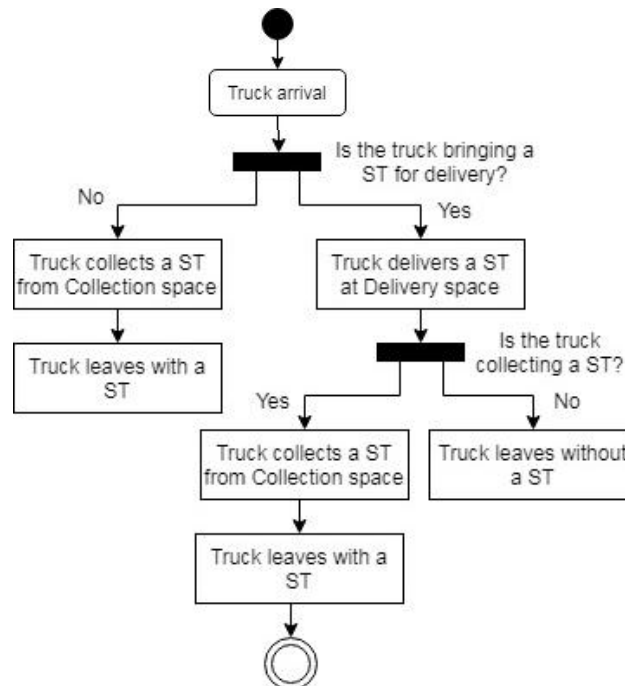 Truck arrival
Is the truck bringing a
ST for delivery?
No
Yes
Truck collects a ST
from Collection space
Truck delivers a ST
at Delivery space
Truck leaves with a
ST
Is the truck
collecting a ST?
Yes
No
Truck collects a ST
from Collection space
Truck leaves without
a ST
Truck leaves with a
ST